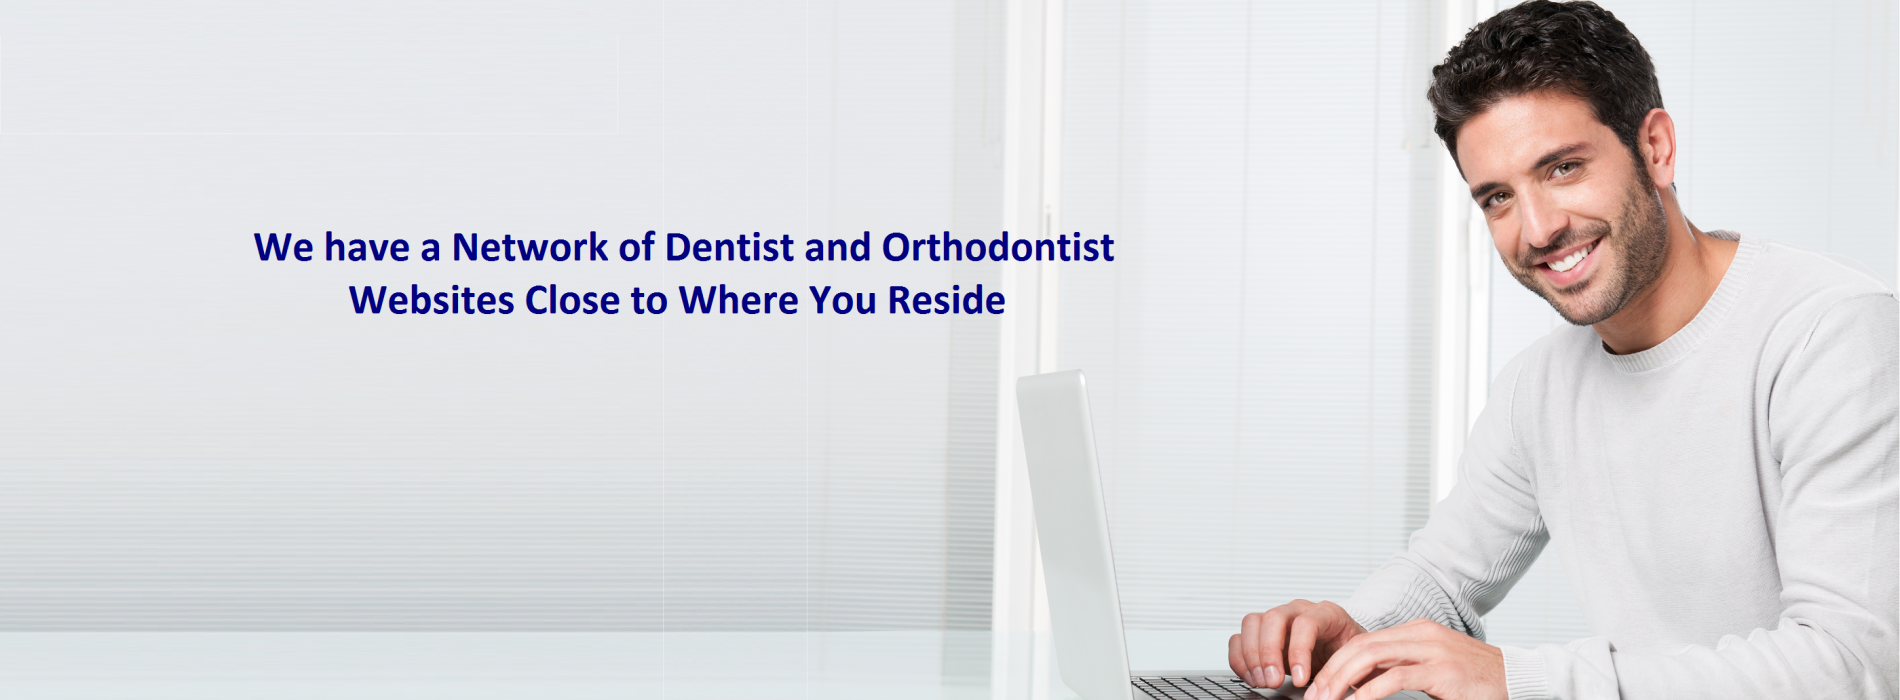 We have a Network of Dentist and Orthodontist
Websites Close to Where You Reside